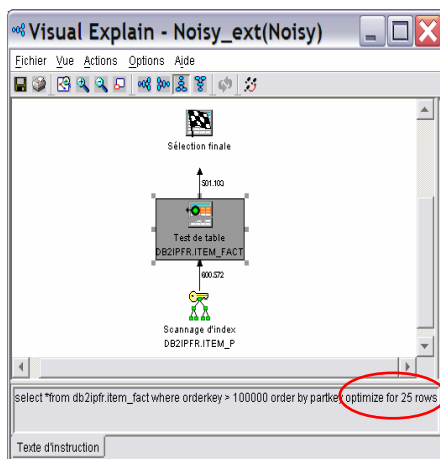 Visual Explain - Noisy_ext(Noisy)
Fichier Vue Actions Options Aide
Sélection finale
501.103
Test de table
DB2IPFR.ITEM_FACT
600.572
Scannage d'index
DB2IPFR.ITEM_P
select *from db2ipfr.item_fact where orderkey > 100000 order by partkey optimize for 25 rows
Texte d'instruction